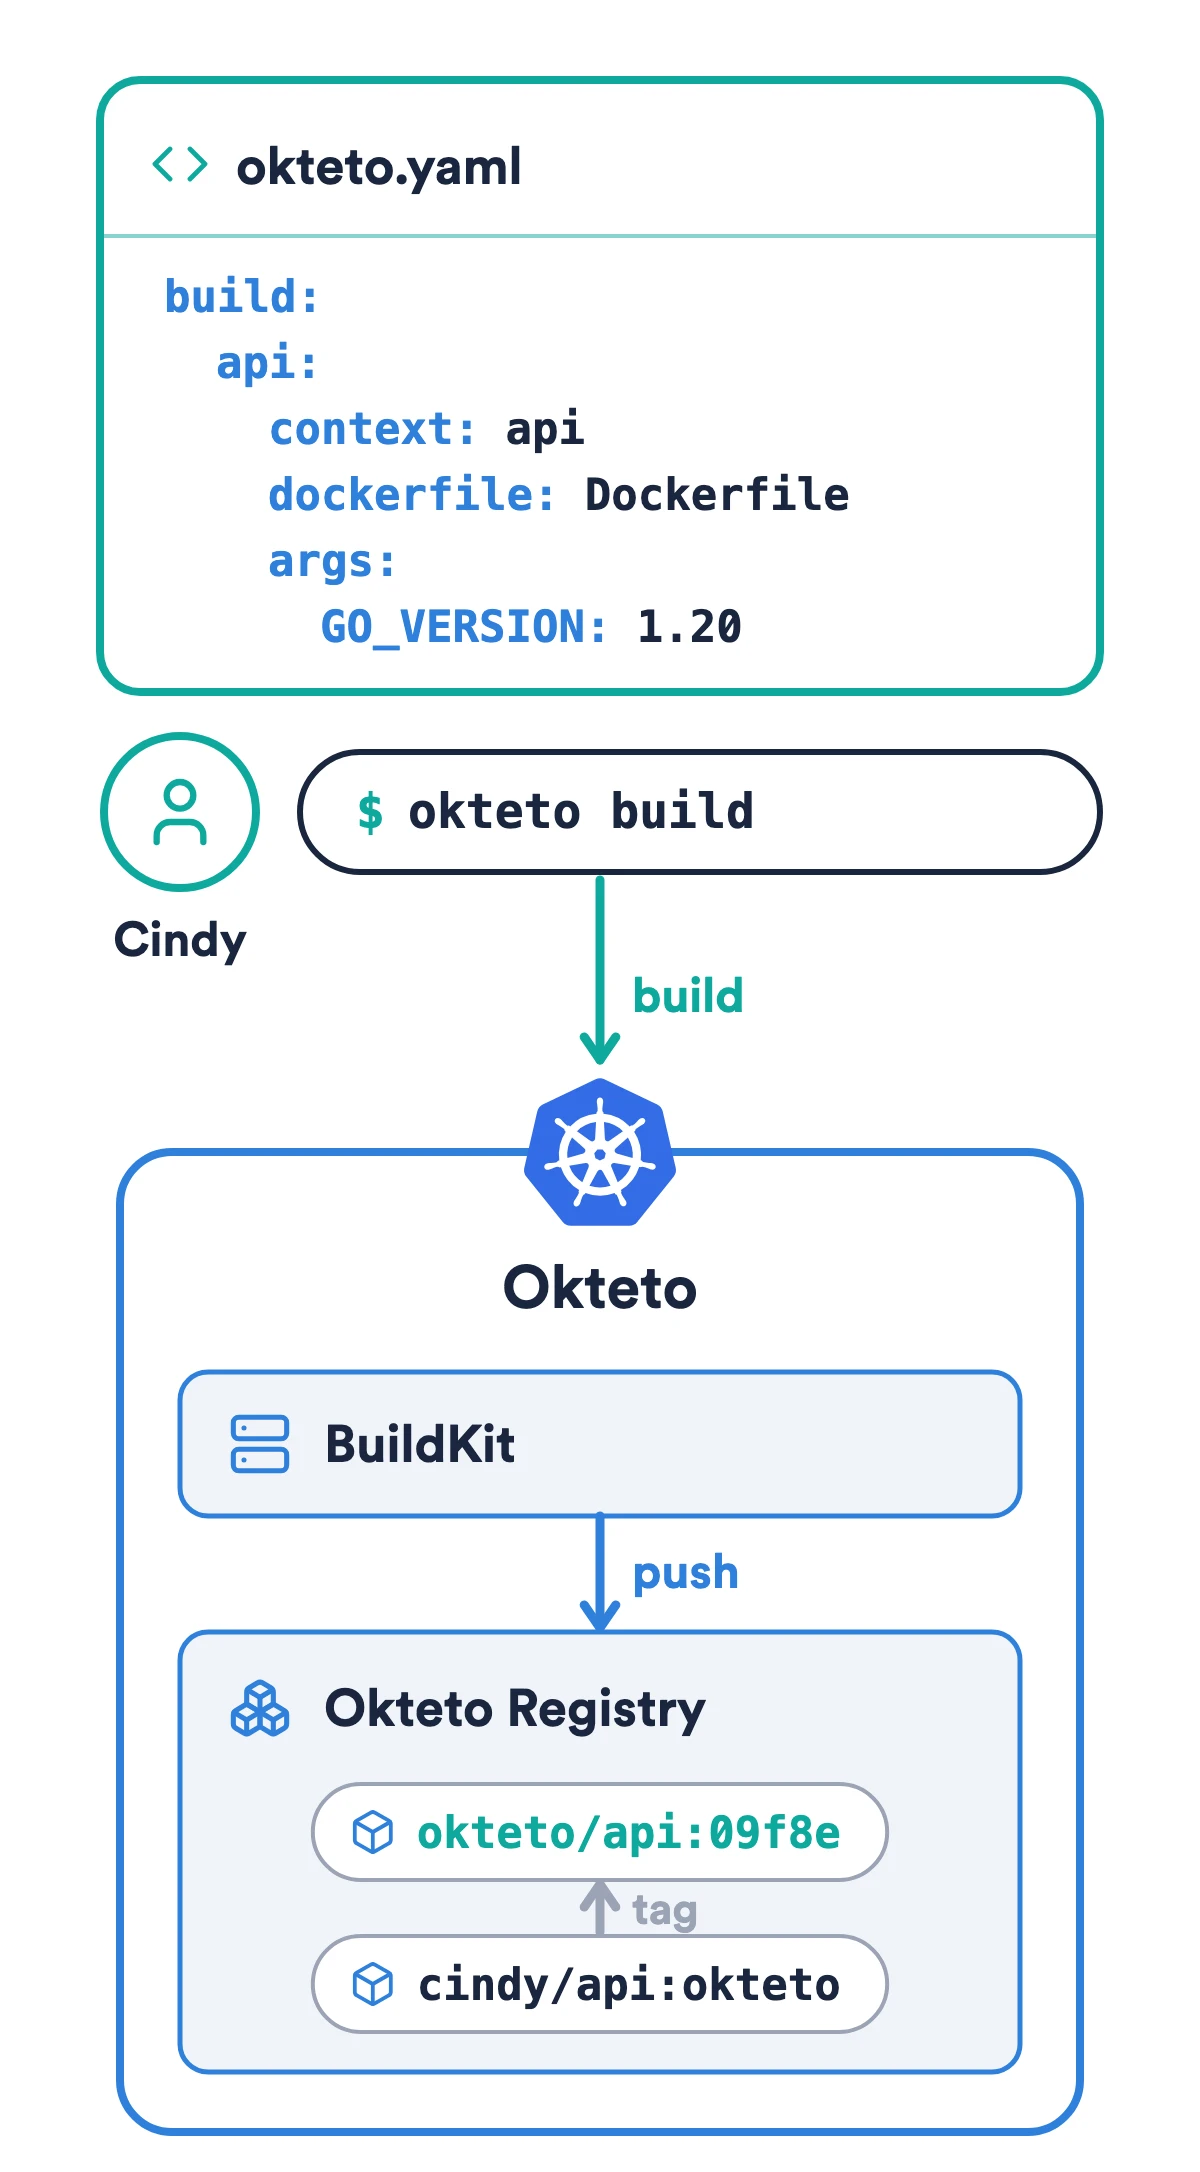 okteto.yaml
build:
  api:
    context: api
    dockerfile: Dockerfile
    args:
      GO_VERSION: 1.20
$ okteto build
Cindy
build
Okteto
BuildKit
push
Okteto Registry
okteto/api:09f8e
tag
cindy/api:okteto